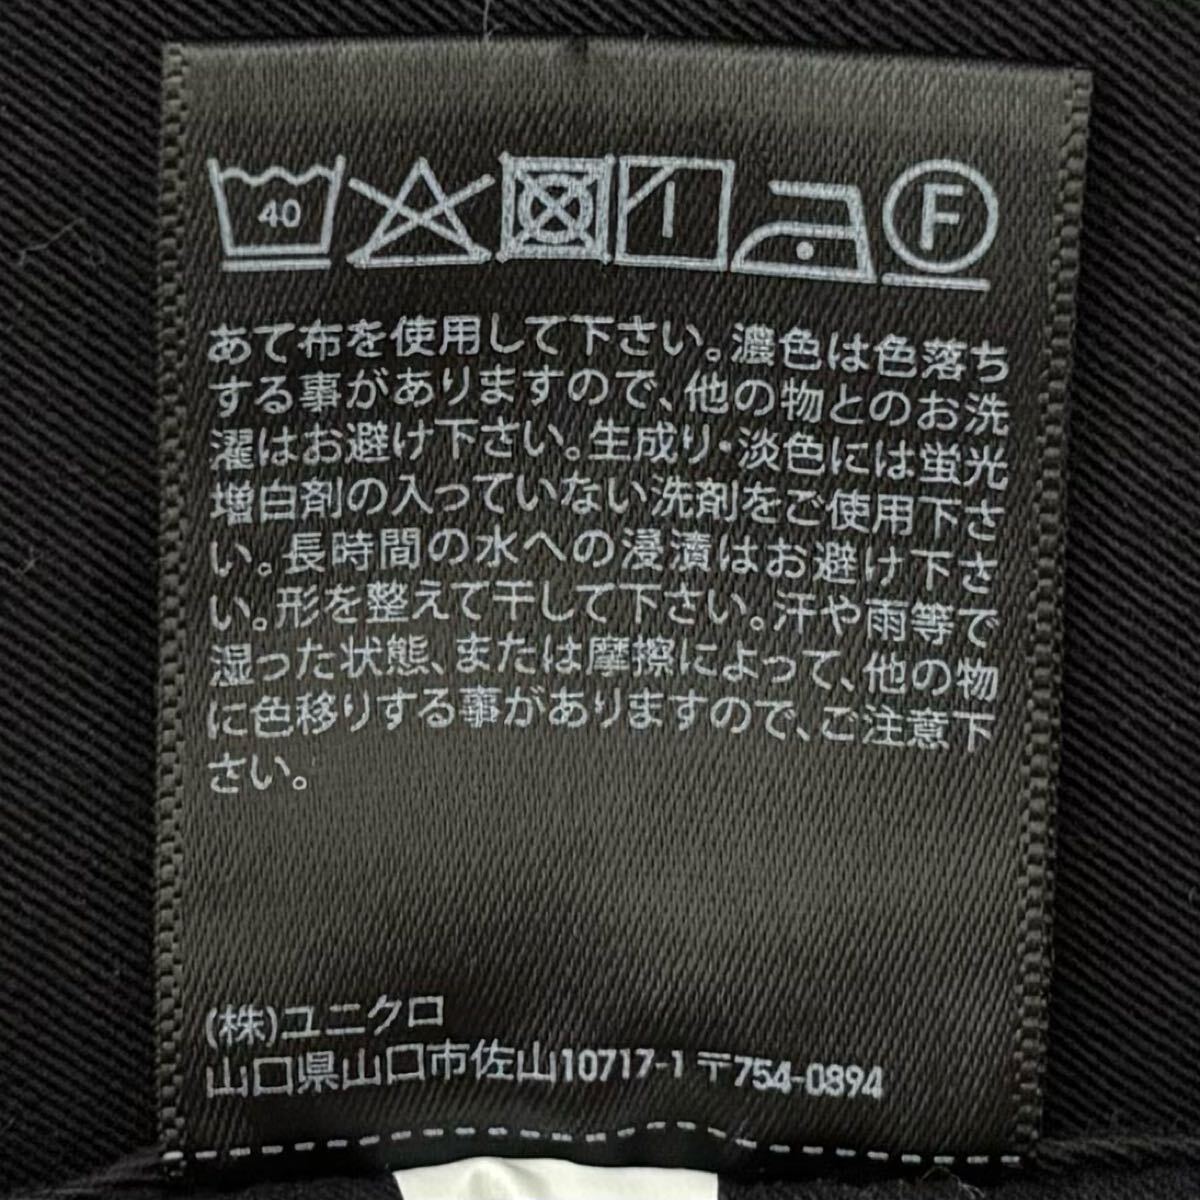 40 F
あて布を使用して下さい。濃色は色落ち
する事がありますので、他の物とのお洗
濯はお避け下さい。生成り・淡色には蛍光
増白剤の入っていない洗剤をご使用下さ
い。長時間の水への浸漬はお避け下さ
い。形を整えて干して下さい。汗や雨等で
湿った状態、または摩擦によって、他の物
に色移りする事がありますので、ご注意下
さい。
(株)ユニクロ
山口県山口市佐山10717-1 〒754-0894